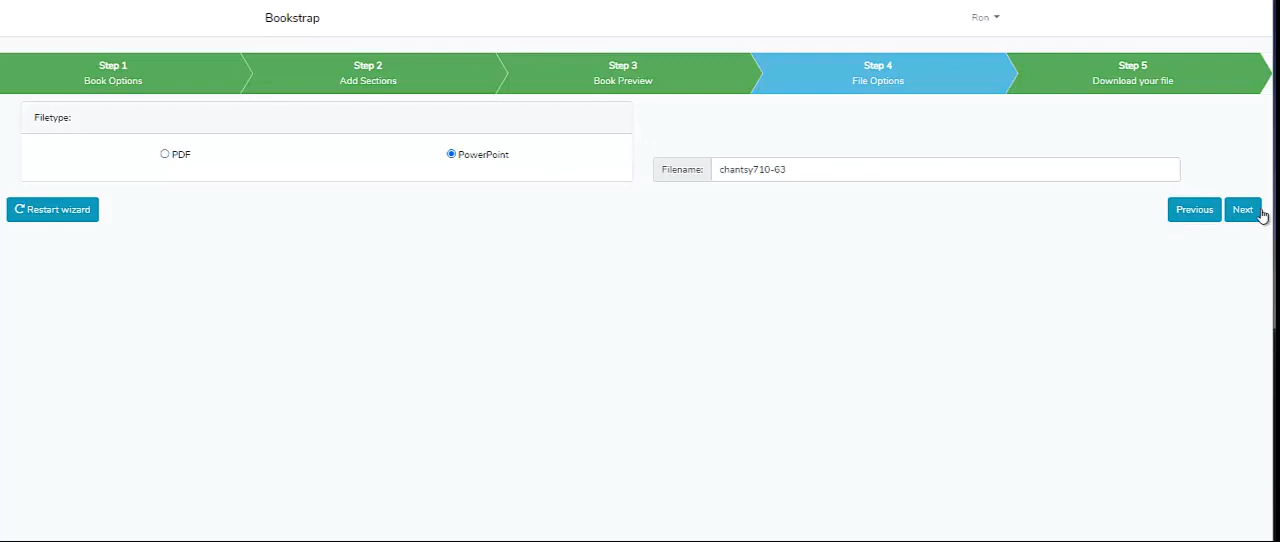 Bookstrap
Ron
Step 1
Book Options
Step 2
Add Sections
Step 3
Book Preview
Step 4
File Options
Step 5
Download your file
Filetype:
PDF
PowerPoint
Filename: chantsy710-63
Restart wizard
Previous
Next